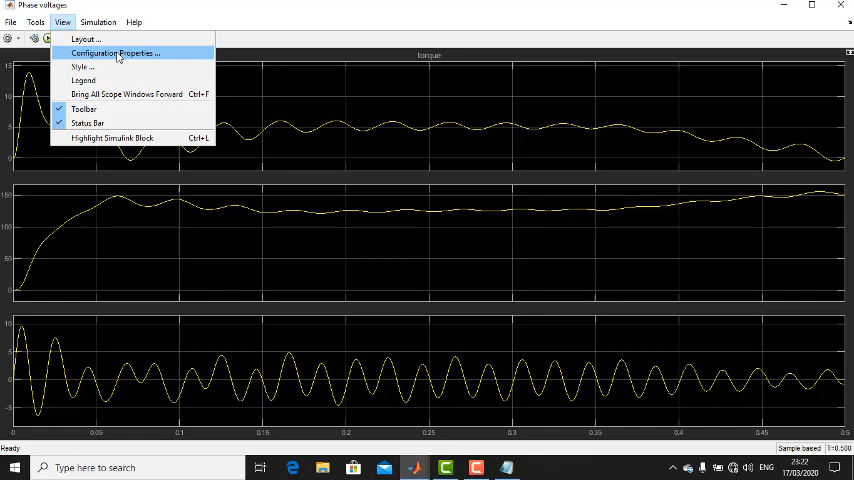 Phase voltages
File Tools View Simulation Help
Layout ...
Configuration Properties ...
Style ...
Legend
Bring All Scope Windows Forward Ctrl+F
Toolbar
Status Bar
Highlight Simulink Block Ctrl+L
torque
15
10
5
0
150
100
50
0
10
5
0
-5
0 0.05 0.1 0.15 0.2 0.25 0.3 0.35 0.4 0.45 0.5
Ready Sample based T=0.500
Type here to search ENG 23:22
17/03/2020